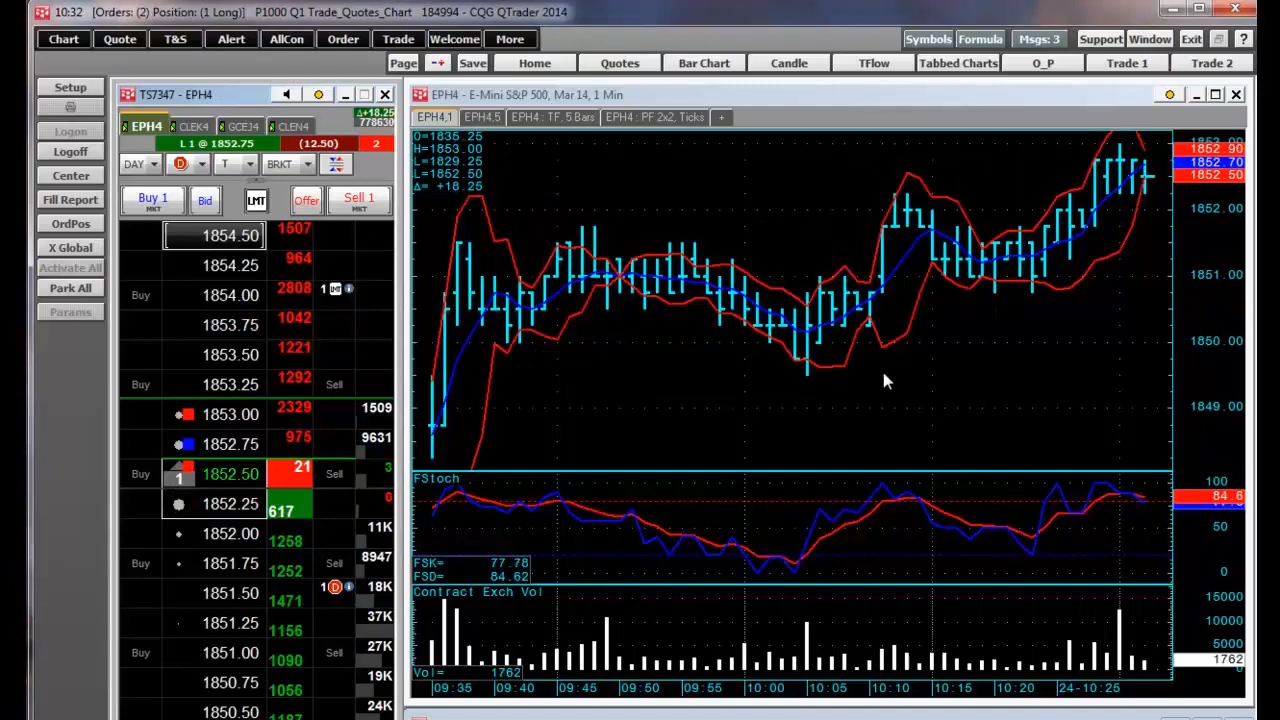 10:32 [Orders: (2) Position: (1 Long)] P1000 Q1 Trade_Quotes_Chart 184994 - CQG QTrader 2014
Chart Quote T&S Alert AllCon Order Trade Welcome More Symbols Formula Msgs: 3 Support Window Exit ?
Page Save Home Quotes Bar Chart Candle TFlow Tabbed Charts O_P Trade 1 Trade 2
Setup
Logon
Logoff
Center
Fill Report
OrdPos
X Global
Activate All
Park All
Params
TS7347 - EPH4
Δ+18.25
778630
EPH4 CLEK4 GCEJ4 CLEN4
L 1 @ 1852.75 (12.50) 2
DAY D T BRKT
Buy 1 MKT Bid LMT Offer Sell 1 MKT
1854.50 1507
1854.25 964
Buy 1854.00 2808 1 LMT i
1853.75 1042
1853.50 1221
Buy 1853.25 1292 Sell
1853.00 2329 1509
1852.75 975 9631
Buy 1 1852.50 21 Sell 3
1852.25 617 0
1852.00 1258 11K
Buy 1851.75 1252 Sell 8947
1851.50 1471 1 D i 18K
1851.25 1156 37K
Buy 1851.00 1090 Sell 27K
1850.75 1056 19K
1850.50 1187 24K
EPH4 - E-Mini S&P 500, Mar 14, 1 Min
EPH4,1 EPH4,5 EPH4 : TF, 5 Bars EPH4 : PF 2x2, Ticks +
O=1835.25
H=1853.00
L=1829.25
L=1852.50
Δ= +18.25
1852.90
1852.70
1852.50
1852.00
1851.00
1850.00
1849.00
FStoch
100
84.6
50
0
FSK= 77.78
FSD= 84.62
Contract Exch Vol
15000
10000
5000
1762
Vol= 1762
09:35 09:40 09:45 09:50 09:55 10:00 10:05 10:10 10:15 10:20 24-10:25